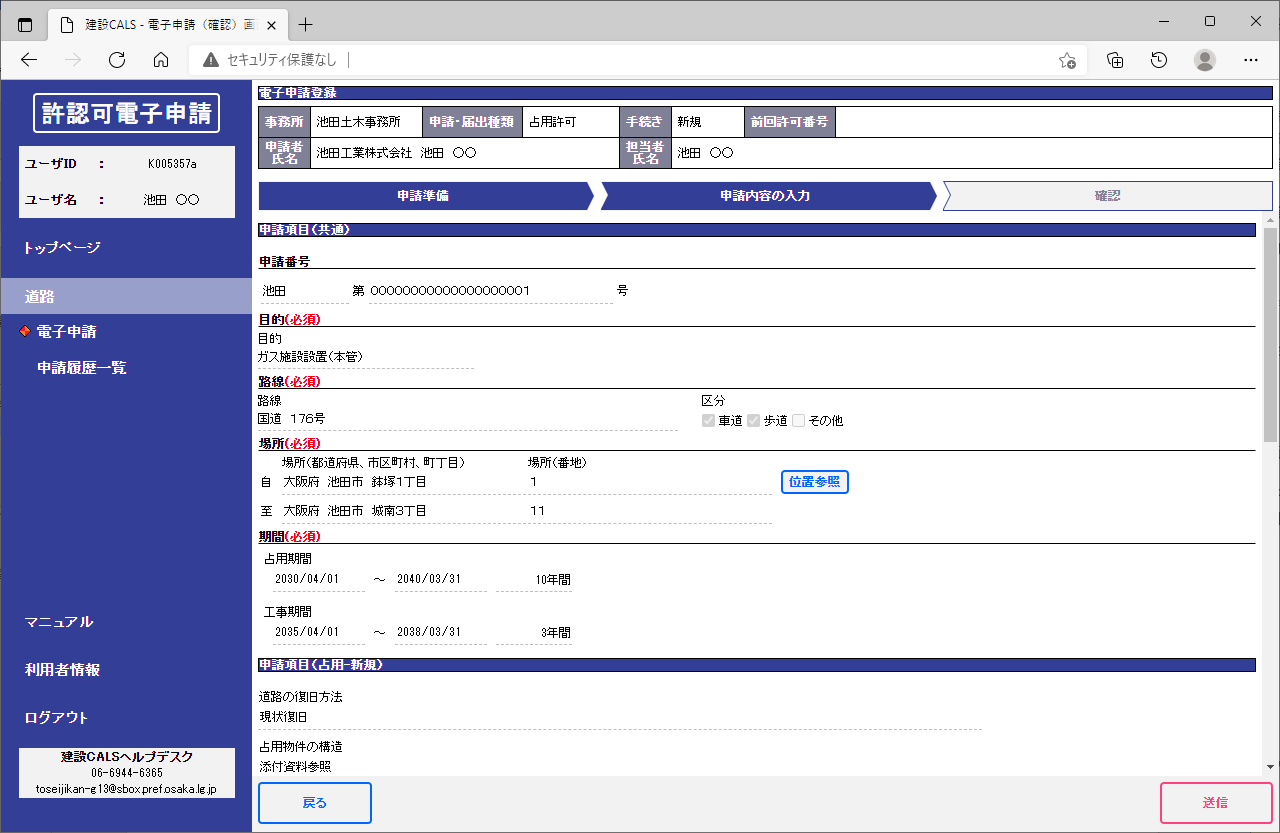 建設CALS - 電子申請（確認）画
セキュリティ保護なし
許認可電子申請
ユーザID ： K005357a
ユーザ名 ： 池田 ○○
トップページ
道路
電子申請
申請履歴一覧
マニュアル
利用者情報
ログアウト
建設CALSヘルプデスク
06-6944-6365
toseijikan-g13@sbox.pref.osaka.lg.jp
電子申請登録
事務所 池田土木事務所 申請・届出種類 占用許可 手続き 新規 前回許可番号
申請者氏名 池田工業株式会社 池田 ○○ 担当者氏名 池田 ○○
申請準備 申請内容の入力 確認
申請項目(共通)
申請番号
池田 第 00000000000000000001 号
目的(必須)
目的
ガス施設設置(本管)
路線(必須)
路線 区分
国道 176号 車道 歩道 その他
場所(必須)
場所(都道府県、市区町村、町丁目) 場所(番地)
自 大阪府 池田市 鉢塚1丁目 1 位置参照
至 大阪府 池田市 城南3丁目 11
期間(必須)
占用期間
2030/04/01 ～ 2040/03/31 10年間
工事期間
2035/04/01 ～ 2038/03/31 3年間
申請項目(占用-新規)
道路の復旧方法
現状復旧
占用物件の構造
添付資料参照
戻る 送信